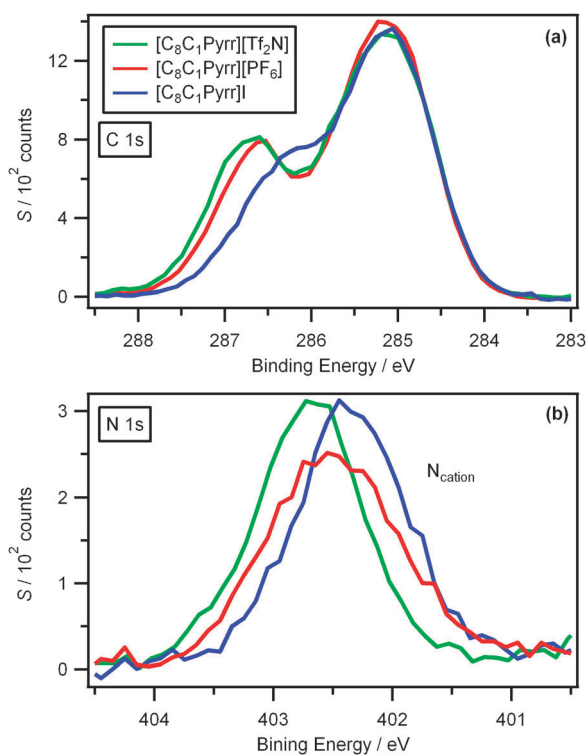 [C₈C₁Pyrr][Tf₂N]
[C₈C₁Pyrr][PF₆]
[C₈C₁Pyrr]I
(a)
C 1s
S / 10² counts
12
8
4
0
288 287 286 285 284 283
Binding Energy / eV
N 1s
(b)
N_cation
S / 10² counts
3
2
1
0
404 403 402 401
Bining Energy / eV